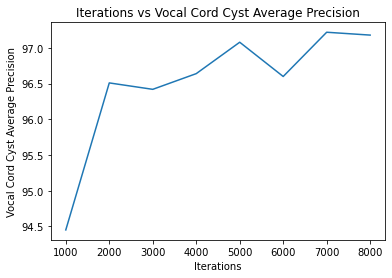 Iterations vs Vocal Cord Cyst Average Precision
Vocal Cord Cyst Average Precision
97.0
96.5
96.0
95.5
95.0
94.5
1000 2000 3000 4000 5000 6000 7000 8000
Iterations